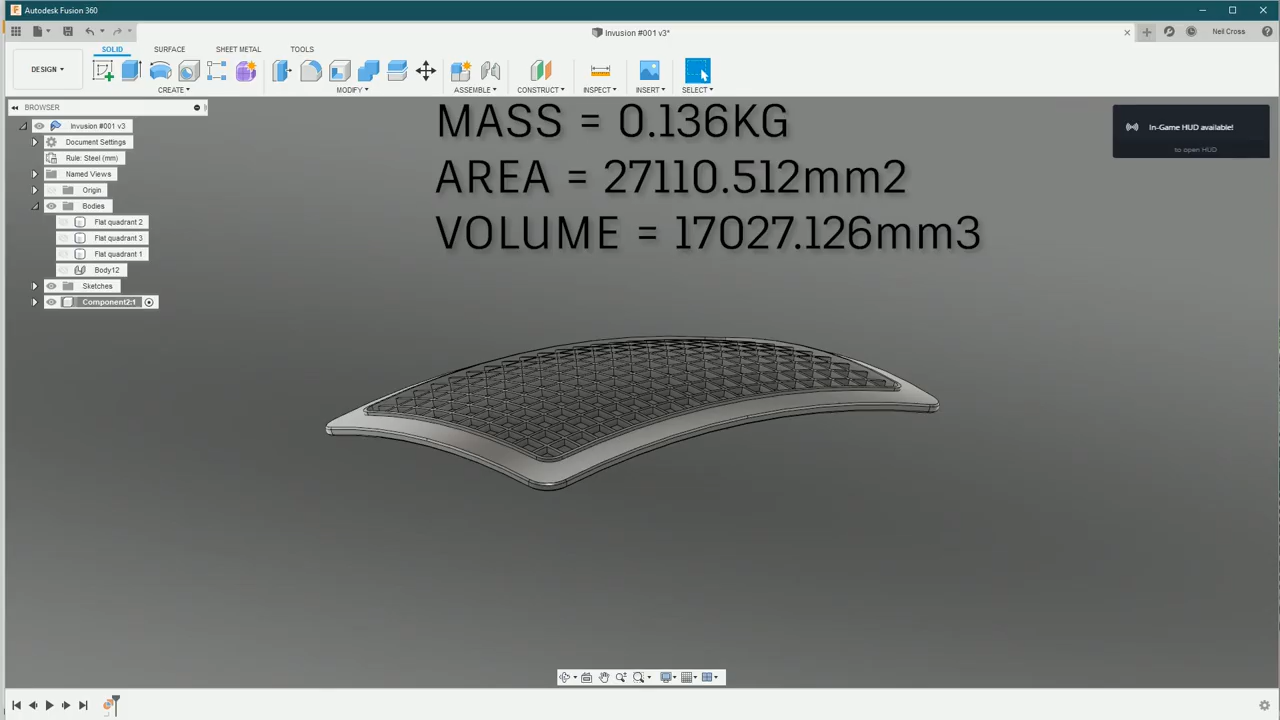 Autodesk Fusion 360
Invusion #001 v3*
Neil Cross
SOLID SURFACE SHEET METAL TOOLS
DESIGN
CREATE MODIFY ASSEMBLE CONSTRUCT INSPECT INSERT SELECT
BROWSER
Invusion #001 v3
Document Settings
Rule: Steel (mm)
Named Views
Origin
Bodies
Flat quadrant 2
Flat quadrant 3
Flat quadrant 1
Body12
Sketches
Component2:1
MASS = 0.136KG
AREA = 27110.512mm2
VOLUME = 17027.126mm3
In-Game HUD available!
to open HUD